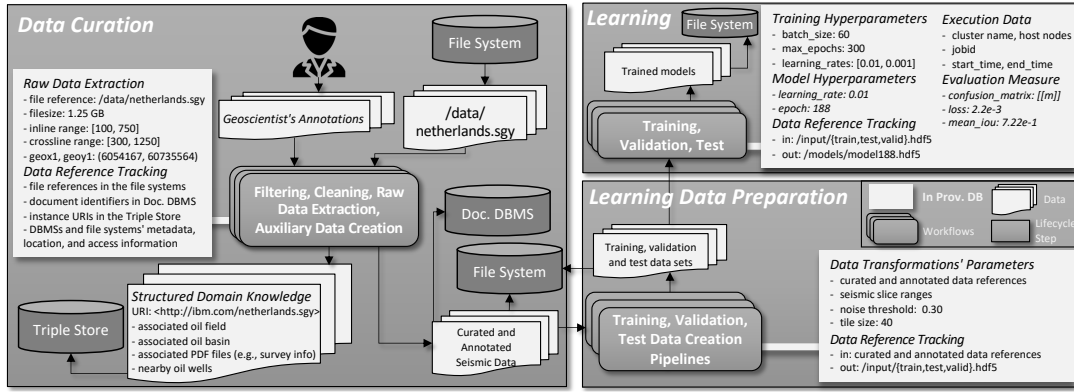 Data Curation
File System
Raw Data Extraction
- file reference: /data/netherlands.sgy
- filesize: 1.25 GB
- inline range: [100, 750]
- crossline range: [300, 1250]
- geox1, geoy1: (6054167, 60735564)
Data Reference Tracking
- file references in the file systems
- document identifiers in Doc. DBMS
- instance URIs in the Triple Store
- DBMSs and file systems' metadata,
location, and access information
Geoscientist's Annotations
/data/
netherlands.sgy
Filtering, Cleaning, Raw
Data Extraction,
Auxiliary Data Creation
Doc. DBMS
File System
Triple Store
Structured Domain Knowledge
URI: <http://ibm.com/netherlands.sgy>
- associated oil field
- associated oil basin
- associated PDF files (e.g., survey info)
- nearby oil wells
Curated and
Annotated
Seismic Data
Learning
File System
Trained models
Training,
Validation, Test
Training Hyperparameters
- batch_size: 60
- max_epochs: 300
- learning_rates: [0.01, 0.001]
Model Hyperparameters
- learning_rate: 0.01
- epoch: 188
Data Reference Tracking
- in: /input/{train,test,valid}.hdf5
- out: /models/model188.hdf5
Execution Data
- cluster name, host nodes
- jobid
- start_time, end_time
Evaluation Measure
- confusion_matrix: [[m]]
- loss: 2.2e-3
- mean_iou: 7.22e-1
Learning Data Preparation
Training, validation
and test data sets
Training, Validation,
Test Data Creation
Pipelines
In Prov. DB
Data
Workflows
Lifecycle
Step
Data Transformations' Parameters
- curated and annotated data references
- seismic slice ranges
- noise threshold: 0.30
- tile size: 40
Data Reference Tracking
- in: curated and annotated data references
- out: /input/{train,test,valid}.hdf5